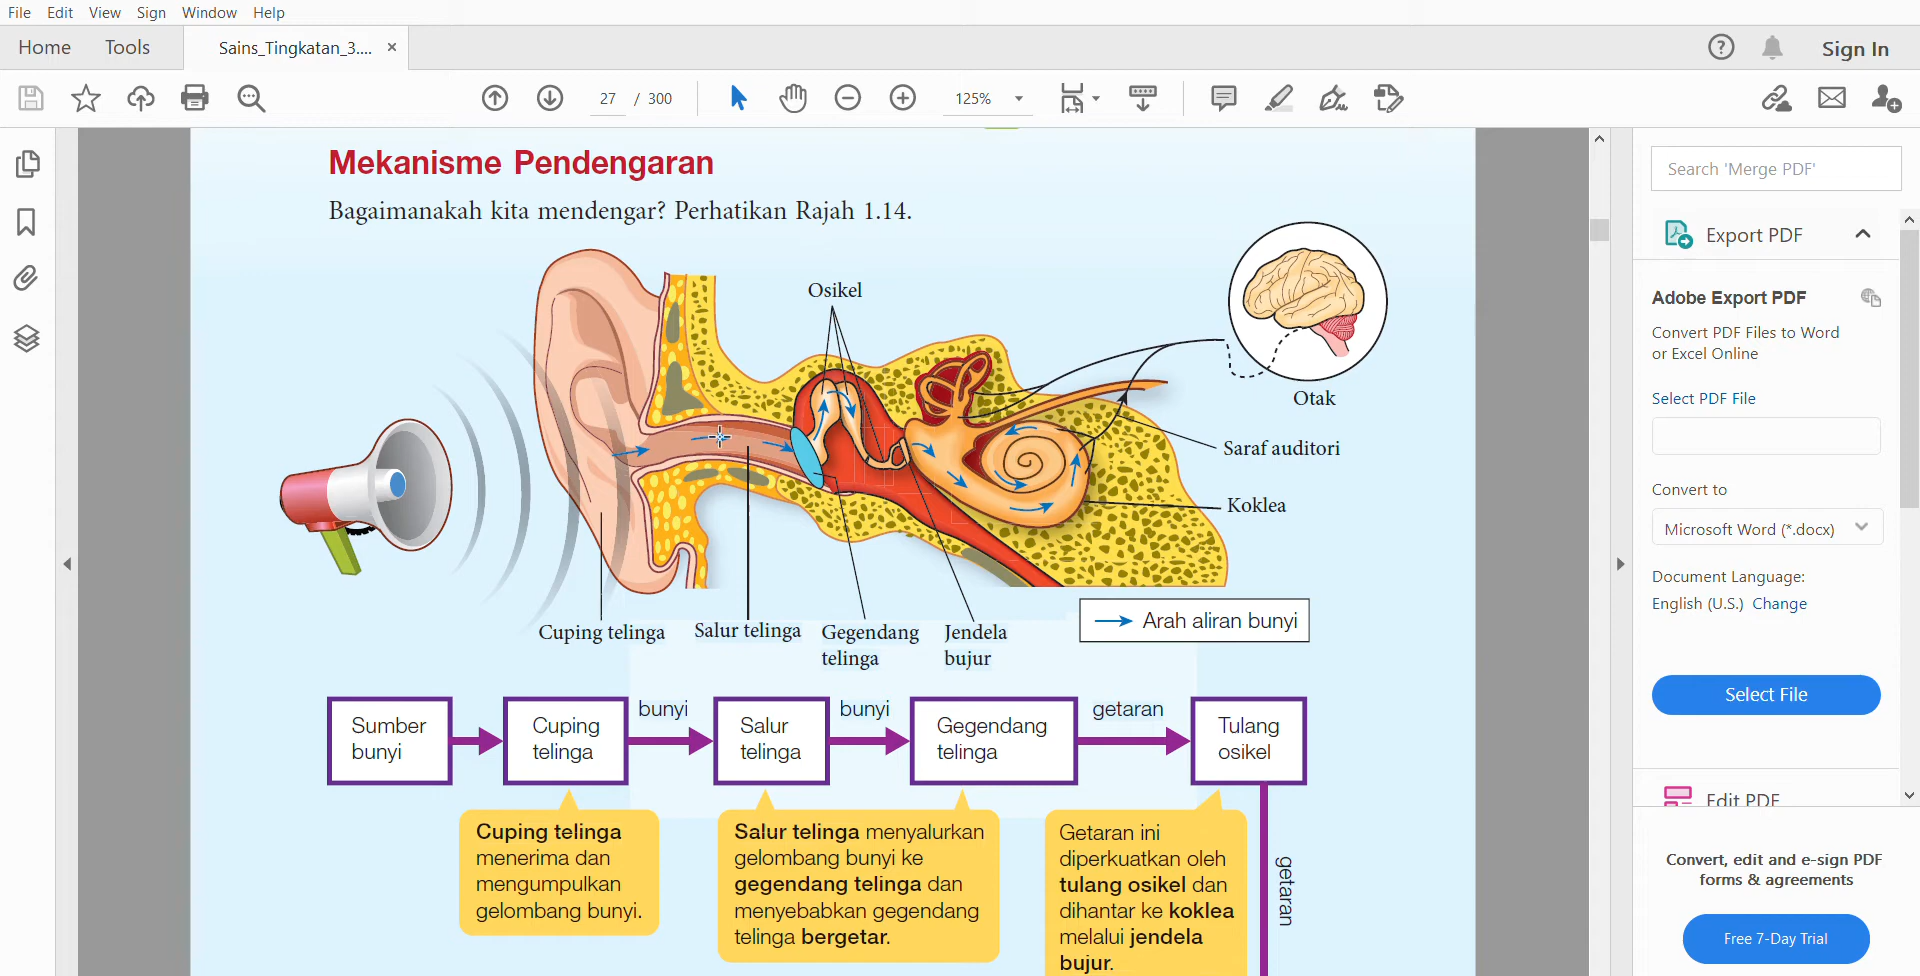 File Edit View Sign Window Help
Home Tools Sains_Tingkatan_3.... × Sign In
27 / 300 125%
Mekanisme Pendengaran
Bagaimanakah kita mendengar? Perhatikan Rajah 1.14.
Osikel
Otak
Saraf auditori
Koklea
Cuping telinga
Salur telinga
Gegendang
telinga
Jendela
bujur
Arah aliran bunyi
Sumber
bunyi
Cuping
telinga
bunyi
Salur
telinga
bunyi
Gegendang
telinga
getaran
Tulang
osikel
getaran
Cuping telinga
menerima dan
mengumpulkan
gelombang bunyi.
Salur telinga menyalurkan
gelombang bunyi ke
gegendang telinga dan
menyebabkan gegendang
telinga bergetar.
Getaran ini
diperkuatkan oleh
tulang osikel dan
dihantar ke koklea
melalui jendela
bujur.
Search 'Merge PDF'
Export PDF
Adobe Export PDF
Convert PDF Files to Word
or Excel Online
Select PDF File
Convert to
Microsoft Word (*.docx)
Document Language:
English (U.S.) Change
Select File
Edit PDF
Convert, edit and e-sign PDF
forms & agreements
Free 7-Day Trial